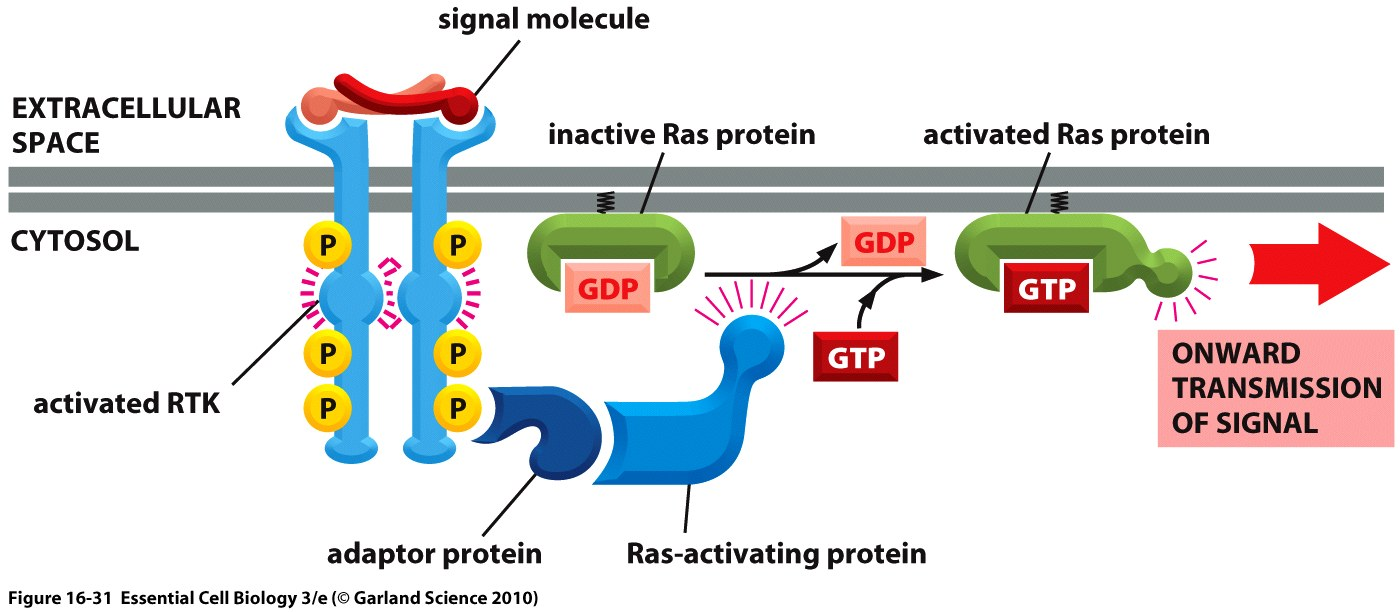 signal molecule
EXTRACELLULAR
SPACE
inactive Ras protein
activated Ras protein
CYTOSOL
P
P
GDP
GDP
GTP
GTP
P
P
ONWARD
TRANSMISSION
OF SIGNAL
activated RTK
P
P
adaptor protein
Ras-activating protein
Figure 16-31 Essential Cell Biology 3/e (© Garland Science 2010)